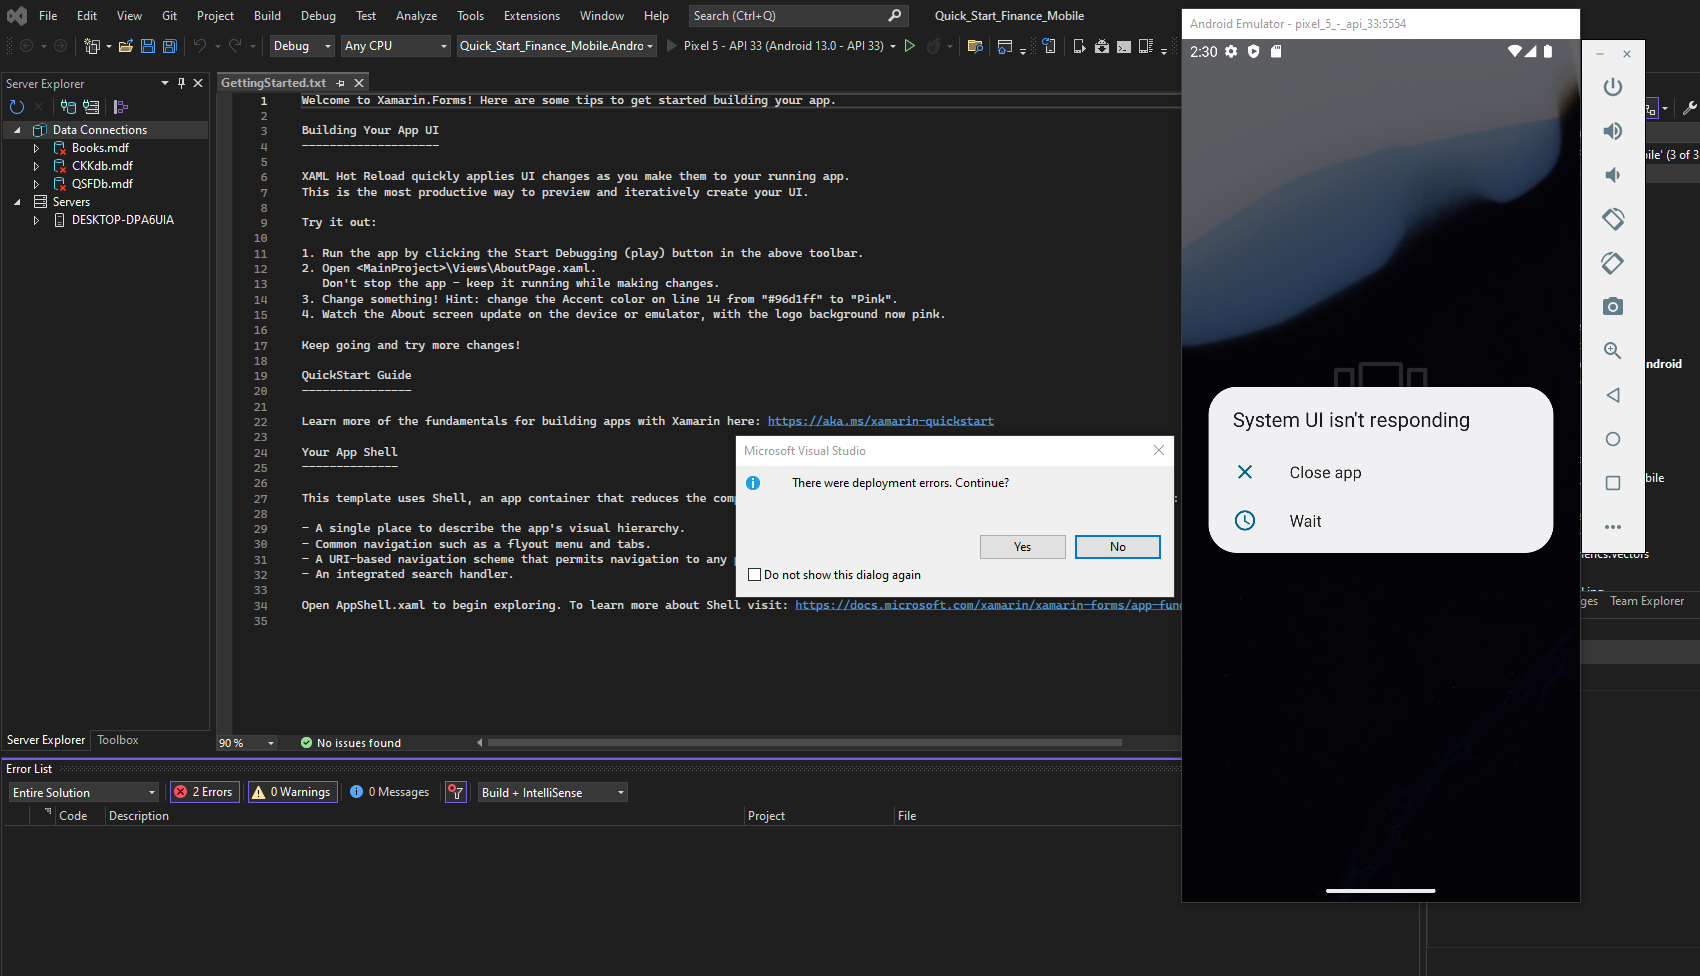 File Edit View Git Project Build Debug Test Analyze Tools Extensions Window Help Search (Ctrl+Q) Quick_Start_Finance_Mobile
Debug Any CPU Quick_Start_Finance_Mobile.Andro Pixel 5 - API 33 (Android 13.0 - API 33)
Server Explorer
Data Connections
Books.mdf
CKKdb.mdf
QSFDb.mdf
Servers
DESKTOP-DPA6UIA
Server Explorer Toolbox
GettingStarted.txt
1 Welcome to Xamarin.Forms! Here are some tips to get started building your app.
2
3 Building Your App UI
4 --------------------
5
6 XAML Hot Reload quickly applies UI changes as you make them to your running app.
7 This is the most productive way to preview and iteratively create your UI.
8
9 Try it out:
10
11 1. Run the app by clicking the Start Debugging (play) button in the above toolbar.
12 2. Open <MainProject>\Views\AboutPage.xaml.
13 Don't stop the app - keep it running while making changes.
14 3. Change something! Hint: change the Accent color on line 14 from "#96d1ff" to "Pink".
15 4. Watch the About screen update on the device or emulator, with the logo background now pink.
16
17 Keep going and try more changes!
18
19 QuickStart Guide
20 ----------------
21
22 Learn more of the fundamentals for building apps with Xamarin here: https://aka.ms/xamarin-quickstart
23
24 Your App Shell
25 --------------
26
27 This template uses Shell, an app container that reduces the com
28
29 - A single place to describe the app's visual hierarchy.
30 - Common navigation such as a flyout menu and tabs.
31 - A URI-based navigation scheme that permits navigation to any
32 - An integrated search handler.
33
34 Open AppShell.xaml to begin exploring. To learn more about Shell visit: https://docs.microsoft.com/xamarin/xamarin-forms/app-fund
35
90 % No issues found
Microsoft Visual Studio
There were deployment errors. Continue?
Yes No
Do not show this dialog again
Error List
Entire Solution 2 Errors 0 Warnings 0 Messages Build + IntelliSense
Code Description Project File
Android Emulator - pixel_5_-_api_33:5554
2:30
System UI isn't responding
Close app
Wait
bile' (3 of 3
ndroid
bile
nerics.Vectors
ges Team Explorer